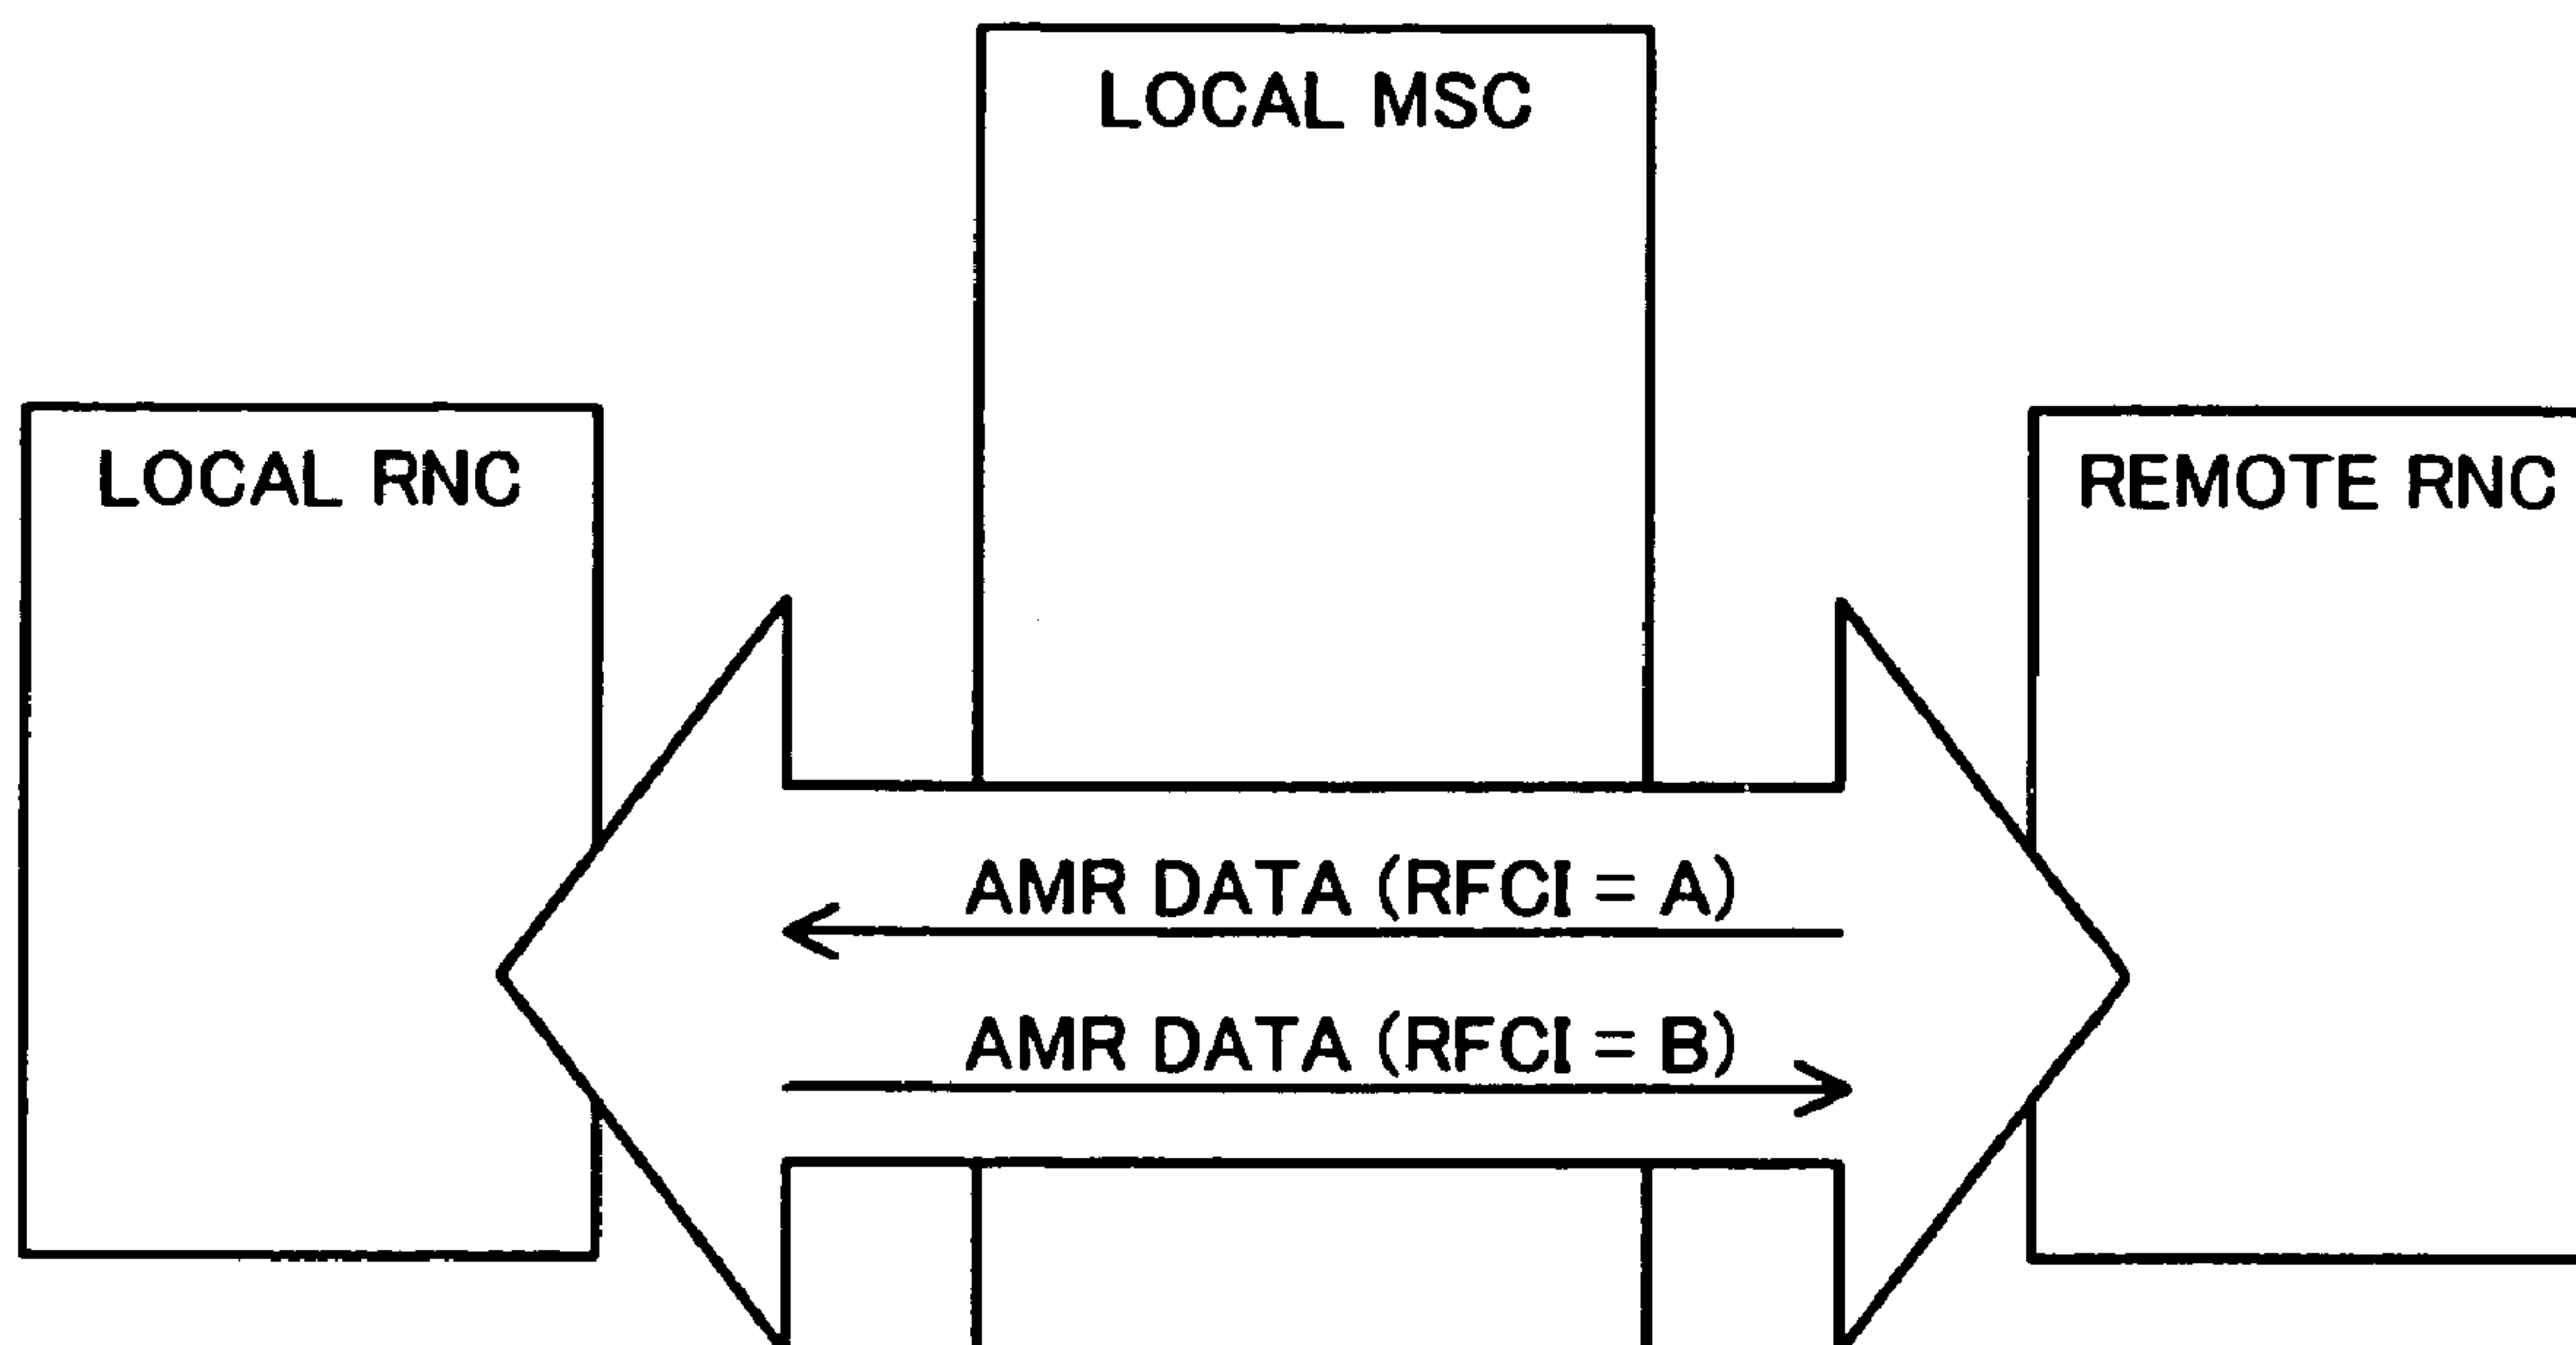 LOCAL MSC
LOCAL RNC
REMOTE RNC
AMR DATA (RFCI = A)
AMR DATA (RFCI = B)